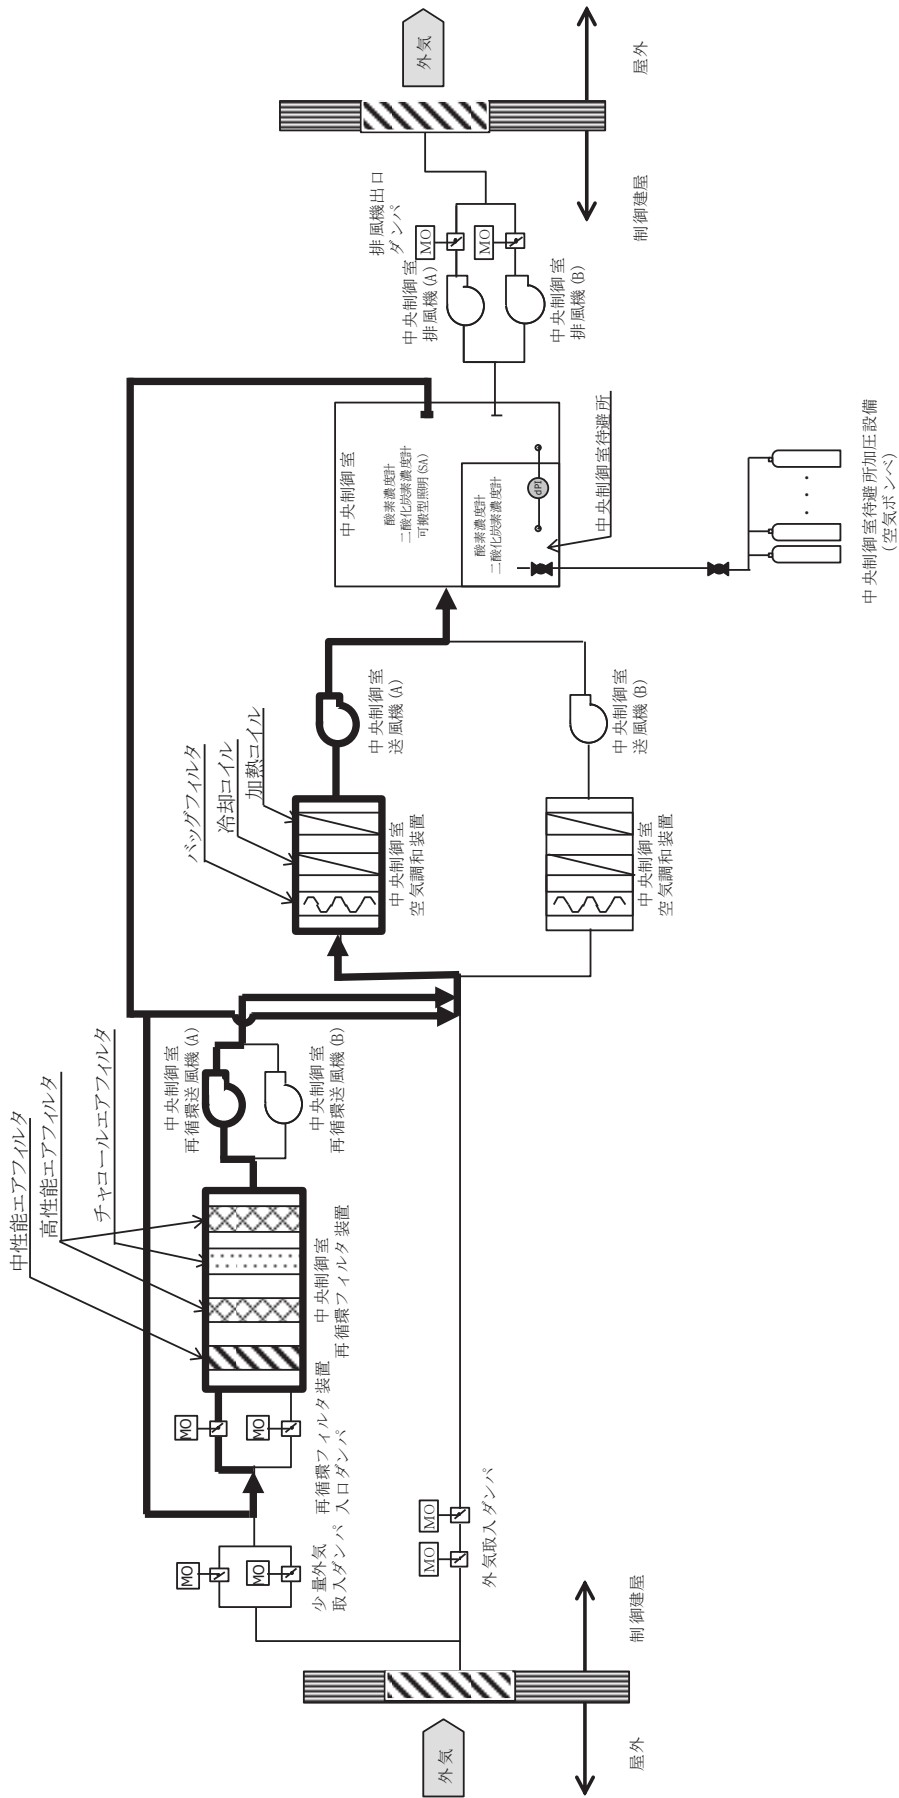 外気
屋外
制御建屋
排風機出口
ダンパ
MO
MO
中央制御室
排風機(A)
中央制御室
排風機(B)
中央制御室
酸素濃度計
二酸化炭素濃度計
可搬型照明(SA)
酸素濃度計
二酸化炭素濃度計
dPI
中央制御室待避所
中央制御室待避所加圧設備
(空気ボンベ)
中央制御室
送風機(A)
中央制御室
送風機(B)
バッグフィルタ
冷却コイル
加熱コイル
中央制御室
空気調和装置
中央制御室
空気調和装置
中央制御室
再循環送風機(A)
中央制御室
再循環送風機(B)
中性能エアフィルタ
高性能エアフィルタ
チャコールエアフィルタ
中央制御室
再循環フィルタ装置
MO
MO
再循環フィルタ装置
入口ダンパ
MO
MO
少量外気
取入ダンパ
MO
MO
外気取入ダンパ
制御建屋
屋外
外気